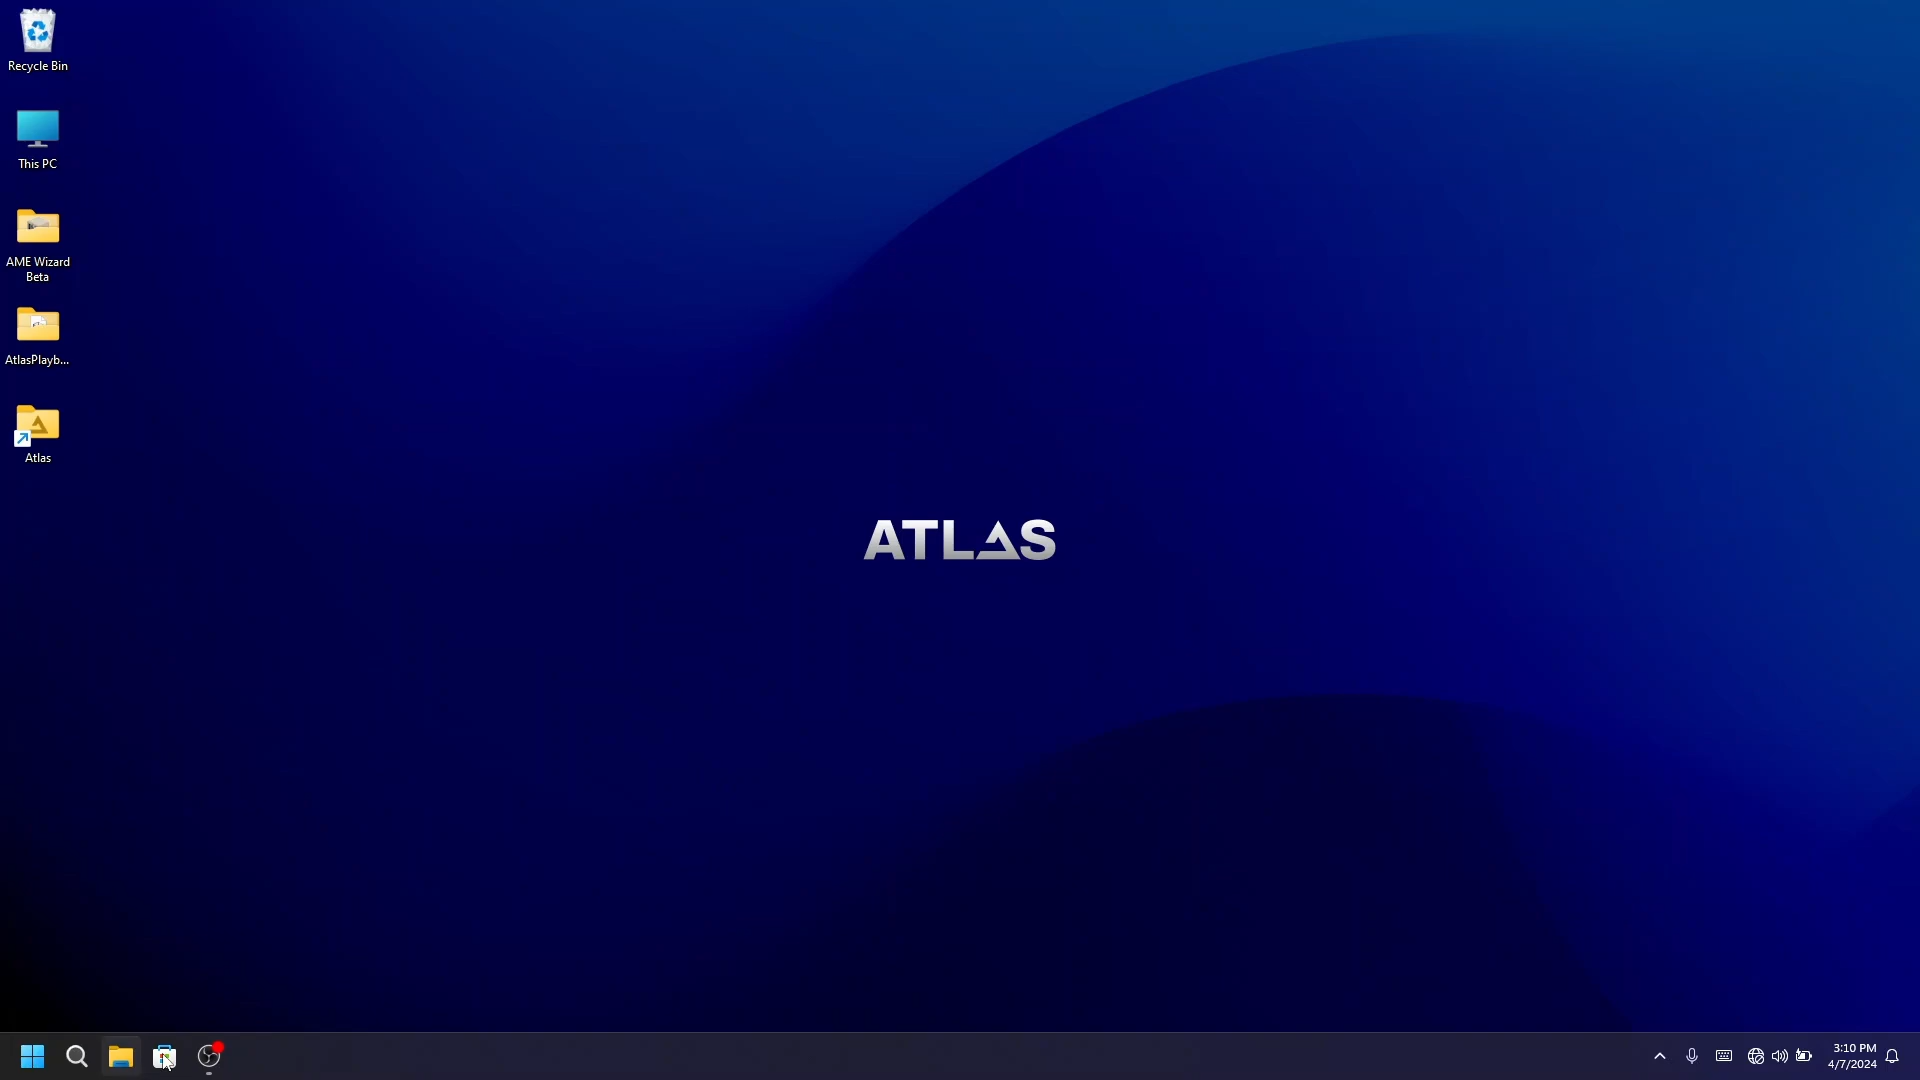 Recycle Bin
This PC
AME Wizard
Beta
AtlasPlayb...
Atlas
ATLAS
3:10 PM
4/7/2024